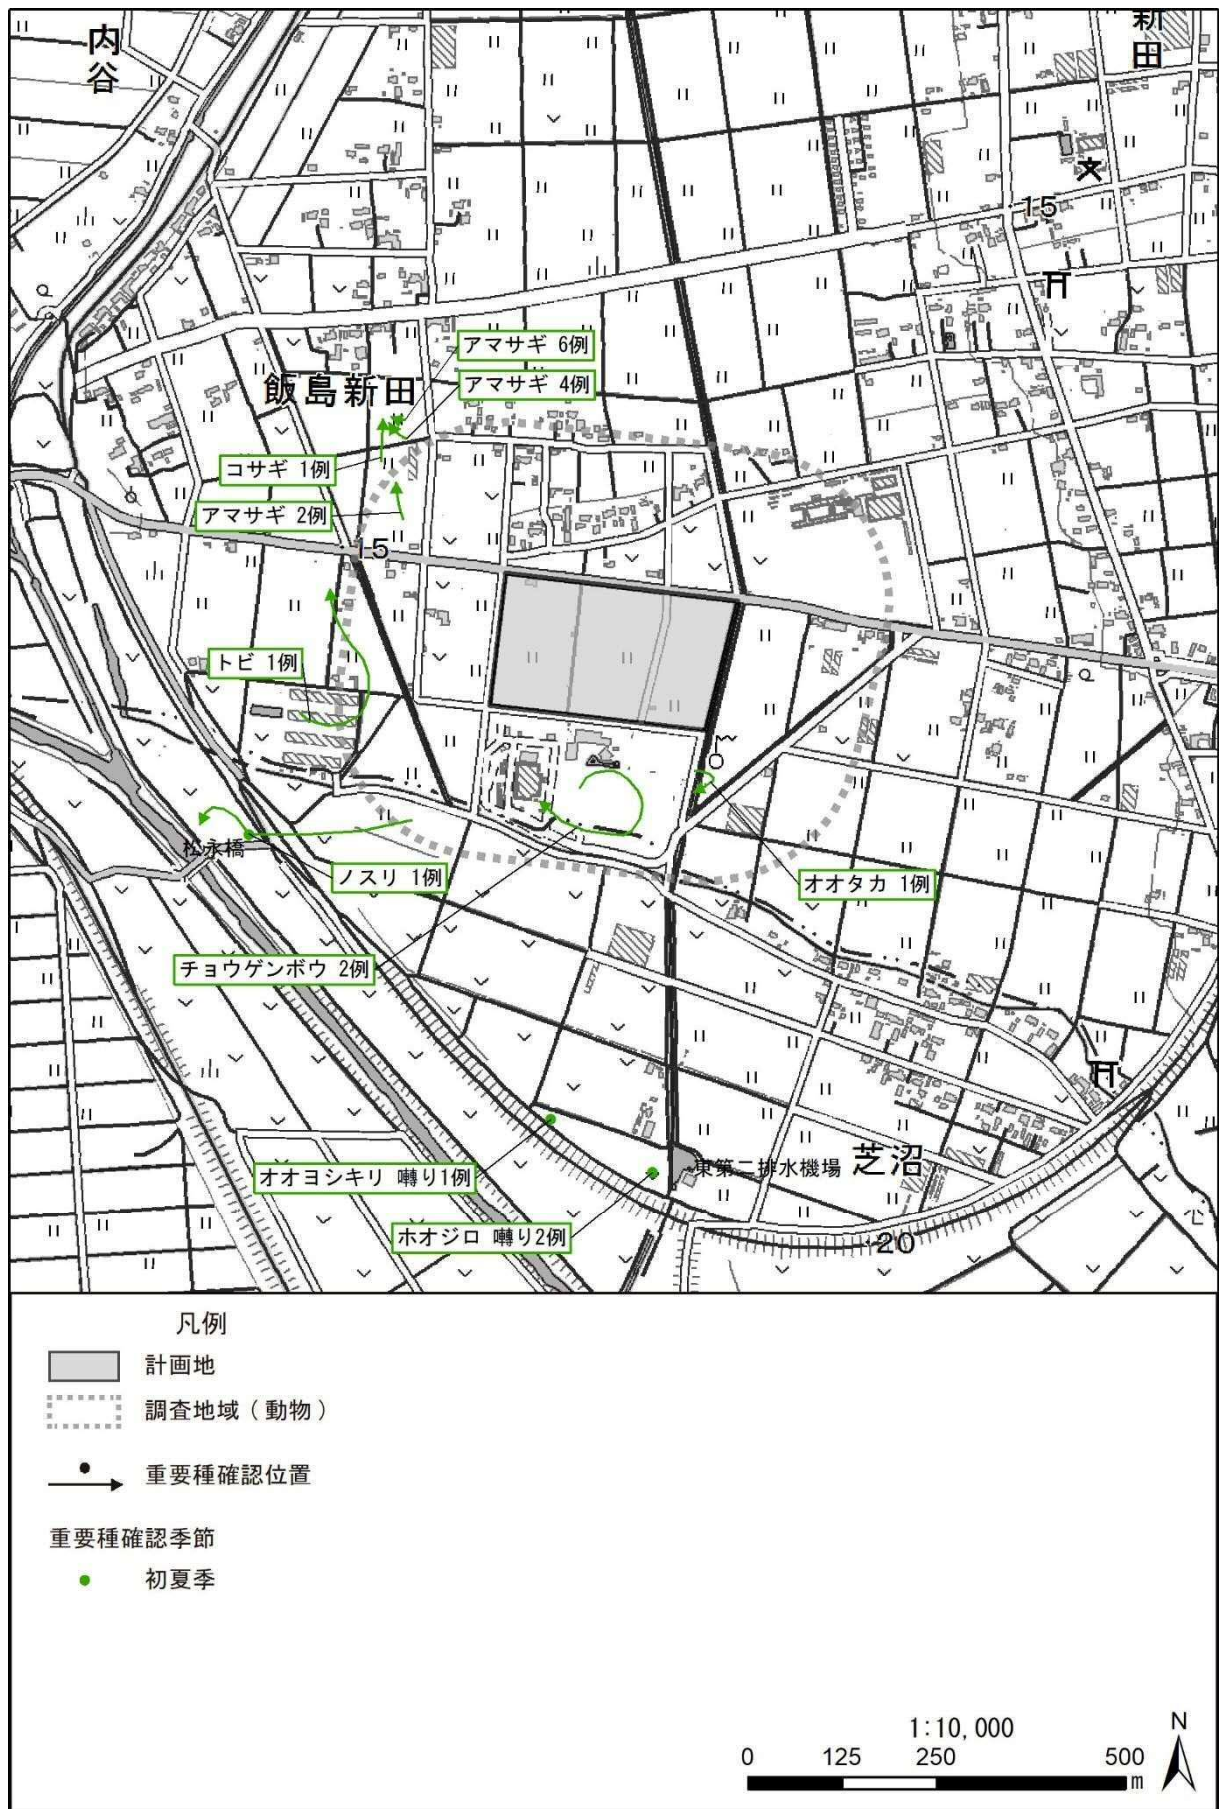 内谷
新田
15
アマサギ 6例
飯島新田
アマサギ 4例
コサギ 1例
アマサギ 2例
15
トビ 1例
松永橋
ノスリ 1例
オオタカ 1例
チョウゲンボウ 2例
オオヨシキリ 囀り1例
東第二排水機場
芝沼
ホオジロ 囀り2例
20
凡例
計画地
調査地域（動物）
重要種確認位置
重要種確認季節
初夏季
1:10,000
N
0 125 250 500
m